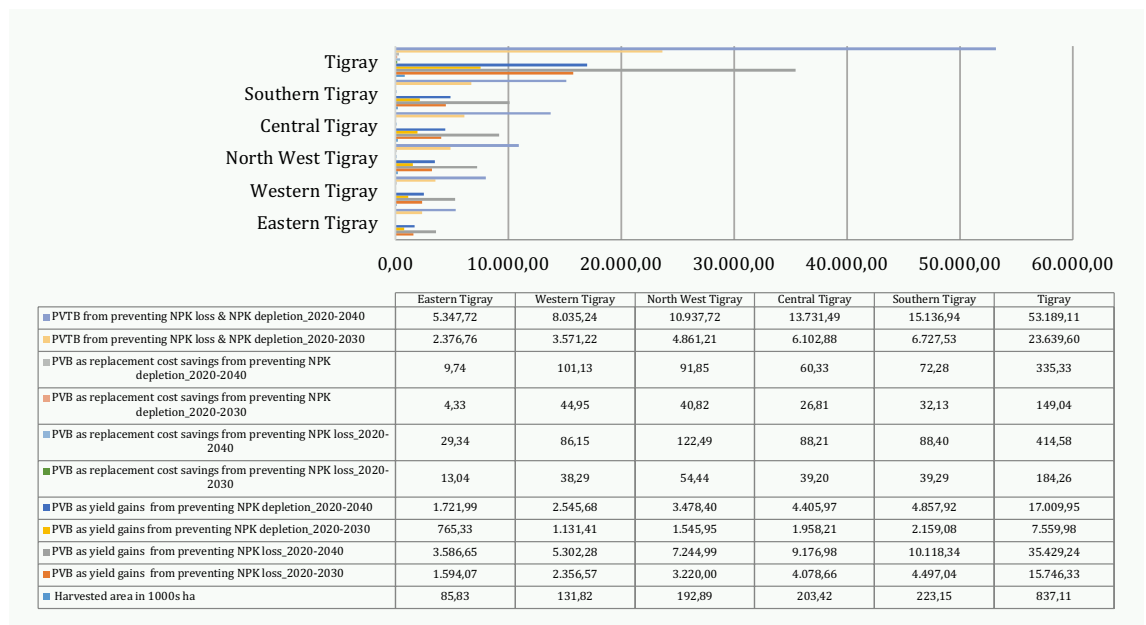 Tigray
Southern Tigray
Central Tigray
North West Tigray
Western Tigray
Eastern Tigray
0,00 10.000,00 20.000,00 30.000,00 40.000,00 50.000,00 60.000,00
Eastern Tigray Western Tigray North West Tigray Central Tigray Southern Tigray Tigray
PVTB from preventing NPK loss & NPK depletion_2020-2040 5.347,72 8.035,24 10.937,72 13.731,49 15.136,94 53.189,11
PVTB from preventing NPK loss & NPK depletion_2020-2030 2.376,76 3.571,22 4.861,21 6.102,88 6.727,53 23.639,60
PVB as replacement cost savings from preventing NPK
depletion_2020-2040 9,74 101,13 91,85 60,33 72,28 335,33
PVB as replacement cost savings from preventing NPK
depletion_2020-2030 4,33 44,95 40,82 26,81 32,13 149,04
PVB as replacement cost savings from preventing NPK loss_2020-
2040 29,34 86,15 122,49 88,21 88,40 414,58
PVB as replacement cost savings from preventing NPK loss_2020-
2030 13,04 38,29 54,44 39,20 39,29 184,26
PVB as yield gains from preventing NPK depletion_2020-2040 1.721,99 2.545,68 3.478,40 4.405,97 4.857,92 17.009,95
PVB as yield gains from preventing NPK depletion_2020-2030 765,33 1.131,41 1.545,95 1.958,21 2.159,08 7.559,98
PVB as yield gains from preventing NPK loss_2020-2040 3.586,65 5.302,28 7.244,99 9.176,98 10.118,34 35.429,24
PVB as yield gains from preventing NPK loss_2020-2030 1.594,07 2.356,57 3.220,00 4.078,66 4.497,04 15.746,33
Harvested area in 1000s ha 85,83 131,82 192,89 203,42 223,15 837,11